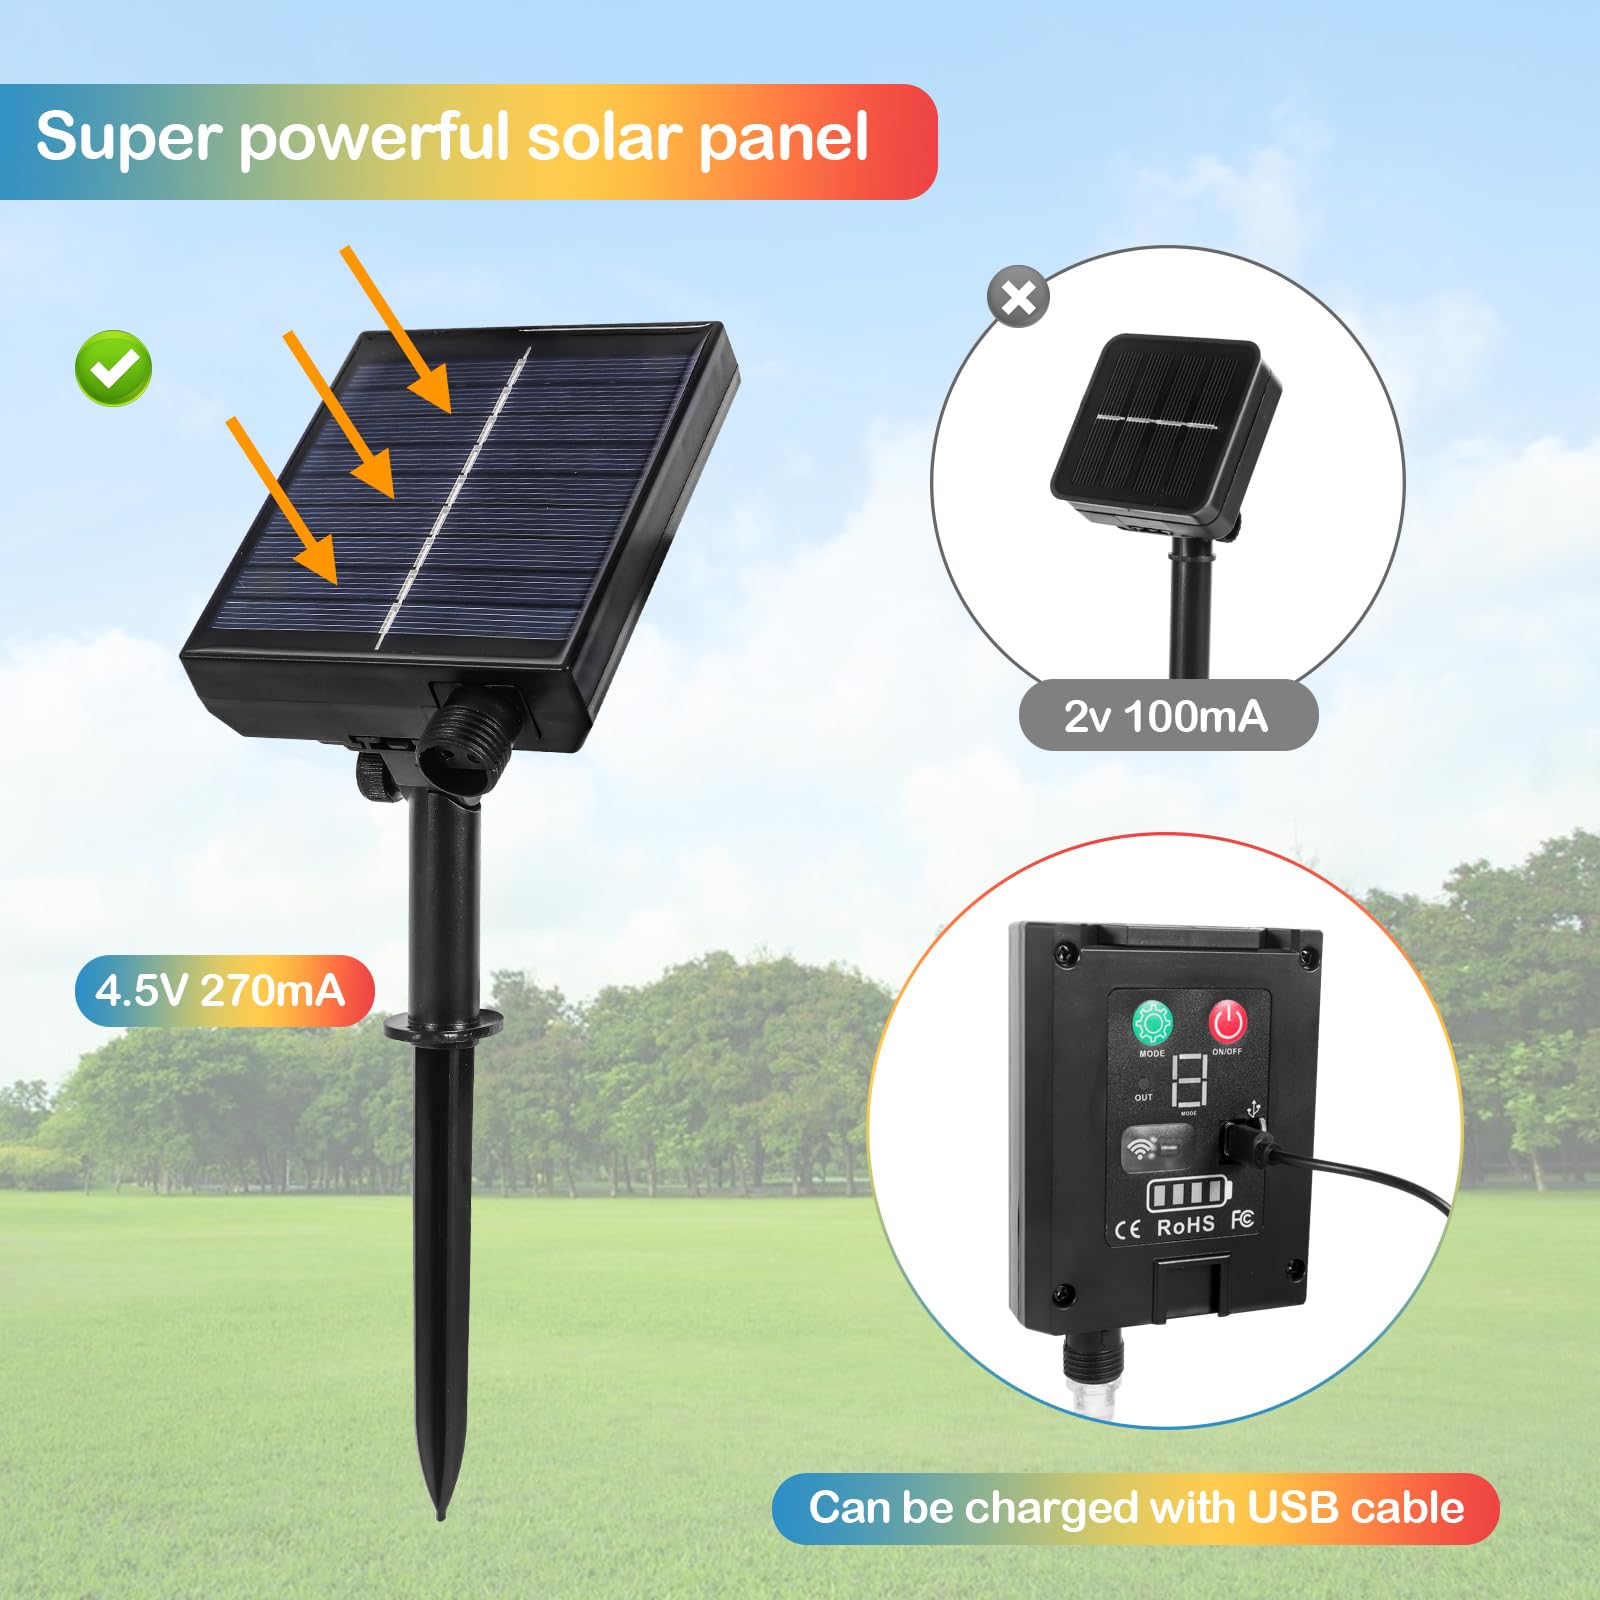 Super powerful solar panel
2v 100mA
4.5V 270mA
MODE
ON/OFF
OUT
8
MODE
CE RoHS FC
Can be charged with USB cable